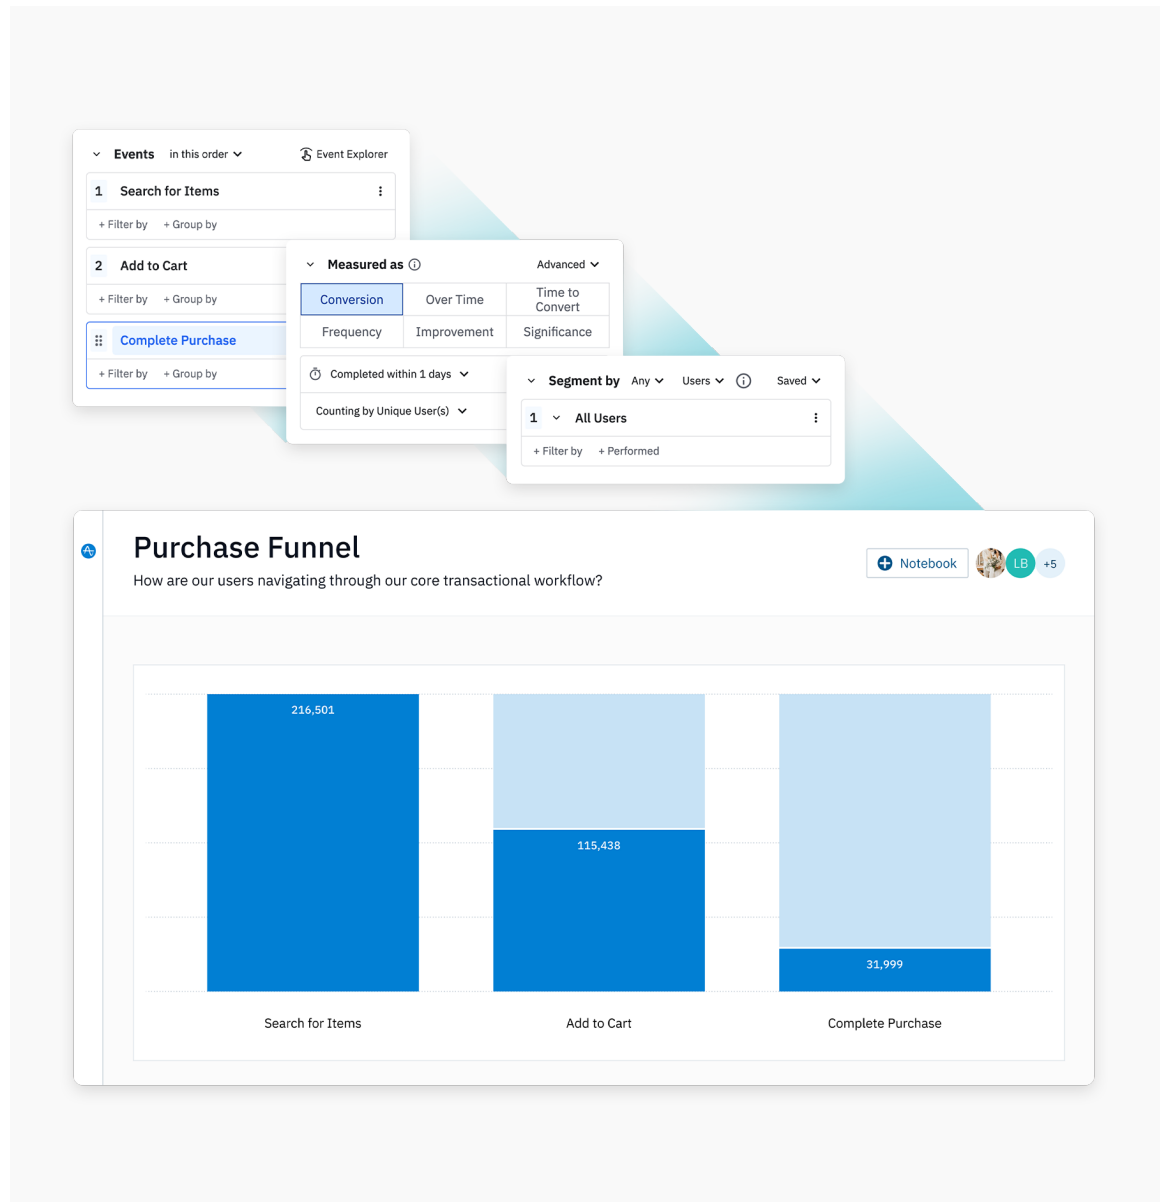 Events in this order Event Explorer
1 Search for Items
+ Filter by + Group by
2 Add to Cart
+ Filter by + Group by
Complete Purchase
+ Filter by + Group by
Measured as Advanced
Conversion Over Time Time to Convert
Frequency Improvement Significance
Completed within 1 days
Counting by Unique User(s)
Segment by Any Users Saved
1 All Users
+ Filter by + Performed
Purchase Funnel
How are our users navigating through our core transactional workflow?
Notebook LB +5
216,501
115,438
31,999
Search for Items Add to Cart Complete Purchase